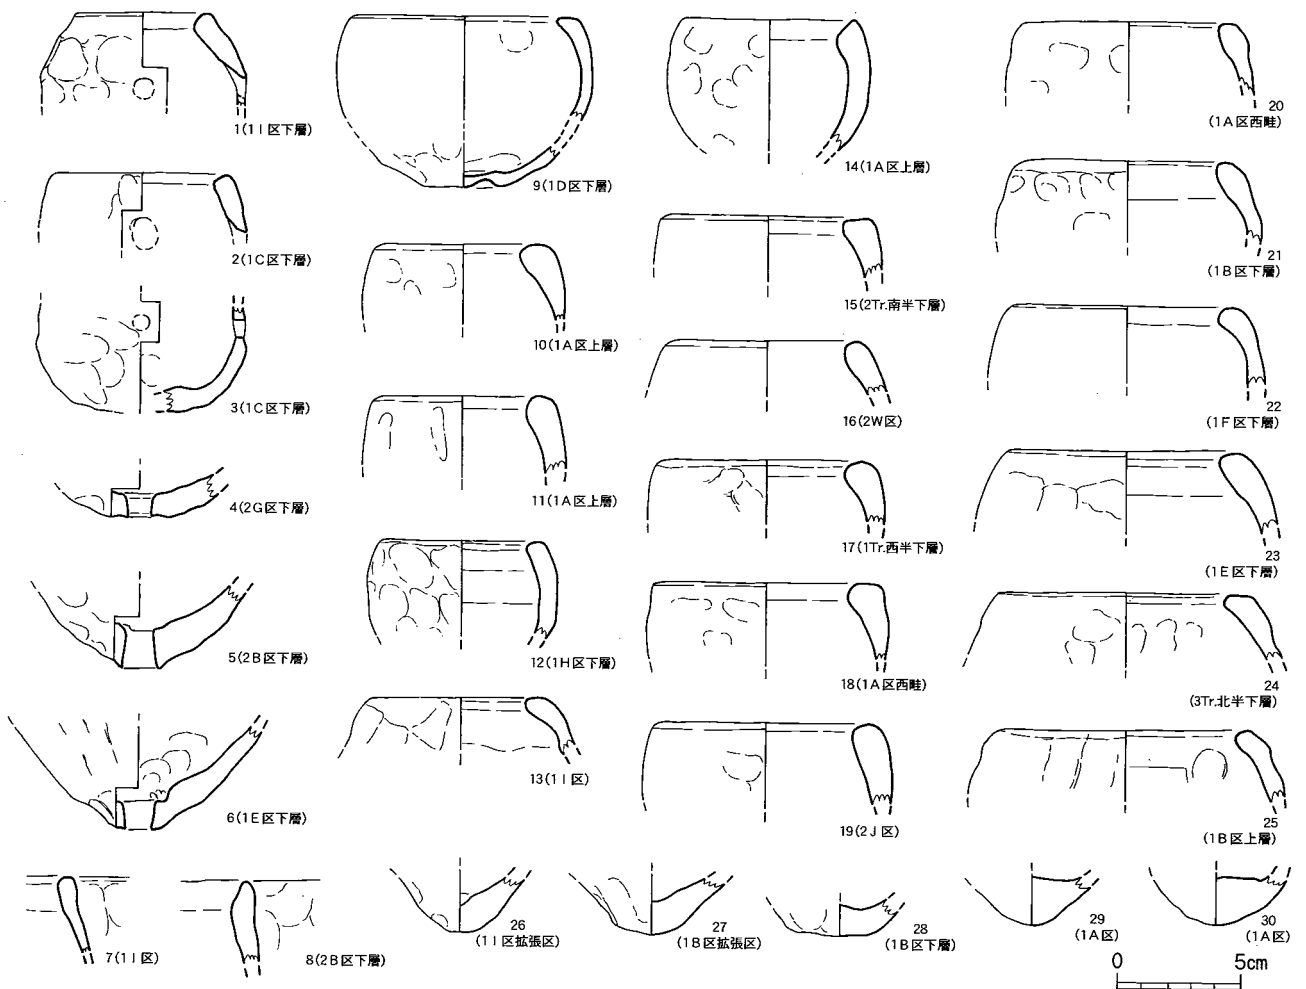 1(1I区下層)
2(1C区下層)
3(1C区下層)
4(2G区下層)
5(2B区下層)
6(1E区下層)
7(1I区)
8(2B区下層)
9(1D区下層)
10(1A区上層)
11(1A区上層)
12(1H区下層)
13(1I区)
14(1A区上層)
15(2Tr.南半下層)
16(2W区)
17(1Tr.西半下層)
18(1A区西畦)
19(2J区)
20
(1A区西畦)
21
(1B区下層)
22
(1F区下層)
23
(1E区下層)
24
(3Tr.北半下層)
25
(1B区上層)
26
(1I区拡張区)
27
(1B区拡張区)
28
(1B区下層)
29
(1A区)
30
(1A区)
0 5cm